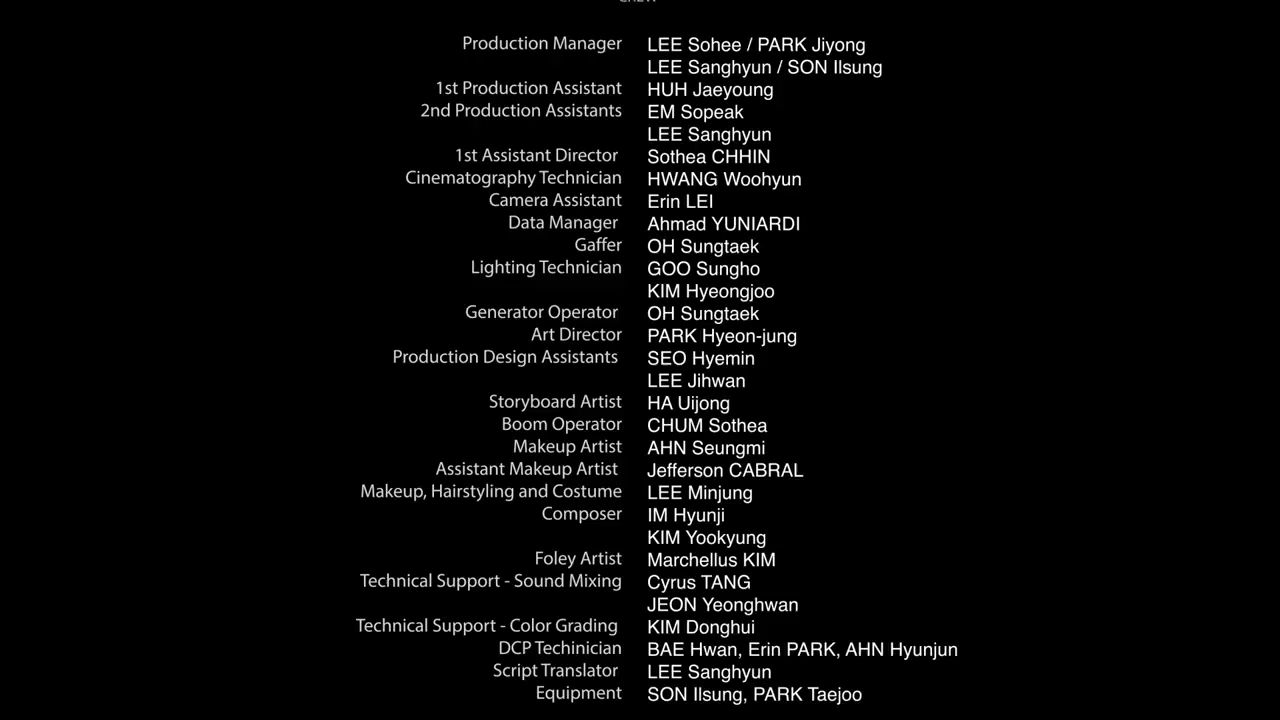 CREW
Production Manager LEE Sohee / PARK Jiyong
LEE Sanghyun / SON Ilsung
1st Production Assistant HUH Jaeyoung
2nd Production Assistants EM Sopeak
LEE Sanghyun
1st Assistant Director Sothea CHHIN
Cinematography Technician HWANG Woohyun
Camera Assistant Erin LEI
Data Manager Ahmad YUNIARDI
Gaffer OH Sungtaek
Lighting Technician GOO Sungho
KIM Hyeongjoo
Generator Operator OH Sungtaek
Art Director PARK Hyeon-jung
Production Design Assistants SEO Hyemin
LEE Jihwan
Storyboard Artist HA Uijong
Boom Operator CHUM Sothea
Makeup Artist AHN Seungmi
Assistant Makeup Artist Jefferson CABRAL
Makeup, Hairstyling and Costume LEE Minjung
Composer IM Hyunji
KIM Yookyung
Foley Artist Marchellus KIM
Technical Support - Sound Mixing Cyrus TANG
JEON Yeonghwan
Technical Support - Color Grading KIM Donghui
DCP Techinician BAE Hwan, Erin PARK, AHN Hyunjun
Script Translator LEE Sanghyun
Equipment SON Ilsung, PARK Taejoo